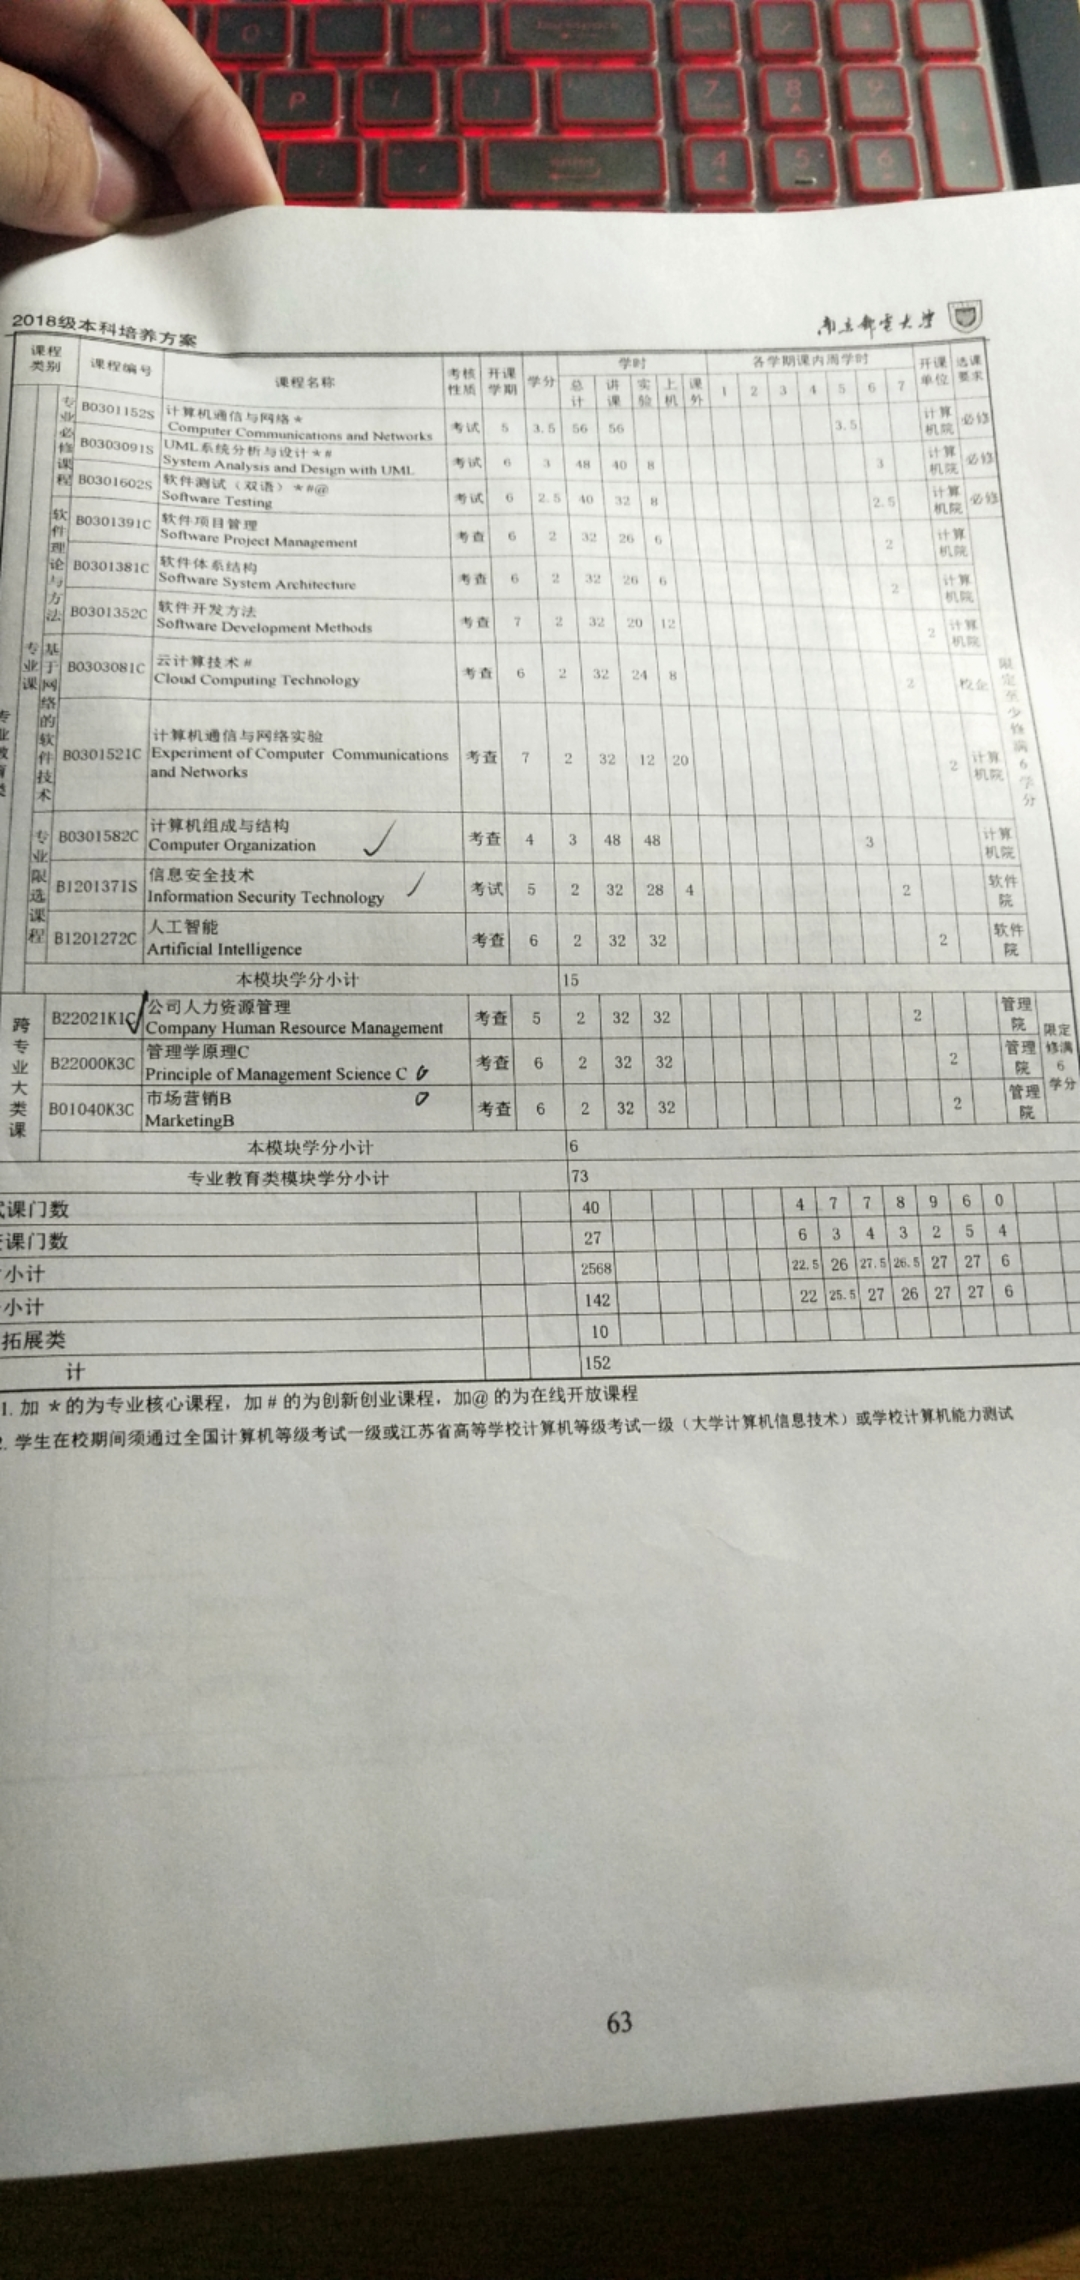 2018级本科培养方案
南京邮电大学
课程类别 课程编号 课程名称 考核性质 开课学期 学分 学时 各学期课内周学时 开课单位 选课要求
总计 讲课 实验 上机 课外 1 2 3 4 5 6 7
专业课
专业必修课程
B0301152S 计算机通信与网络* 考试 5 3.5 56 56 3.5 计算机院 必修
Computer Communications and Networks
B0303091S UML系统分析与设计*# 考试 6 3 48 40 8 3 计算机院 必修
System Analysis and Design with UML
B0301602S 软件测试（双语）*#@ 考试 6 2.5 40 32 8 2.5 计算机院 必修
Software Testing
软件理论与方法
B0301391C 软件项目管理 考查 6 2 32 26 6 2 计算机院
Software Project Management
B0301381C 软件体系结构 考查 6 2 32 26 6 2 计算机院
Software System Architecture
B0301352C 软件开发方法 考查 7 2 32 20 12 2 计算机院
Software Development Methods
基于网络的软件技术
B0303081C 云计算技术# 考查 6 2 32 24 8 2 校企
Cloud Computing Technology
限定至少修满6学分
B0301521C 计算机通信与网络实验 考查 7 2 32 12 20 2 计算机院
Experiment of Computer Communications
and Networks
专业限选课程
B0301582C 计算机组成与结构 考查 4 3 48 48 3 计算机院
Computer Organization
B1201371S 信息安全技术 考试 5 2 32 28 4 2 软件院
Information Security Technology
B1201272C 人工智能 考查 6 2 32 32 2 软件院
Artificial Intelligence
本模块学分小计 15
跨专业大类课
B22021K1C 公司人力资源管理 考查 5 2 32 32 2 管理院
Company Human Resource Management
限定修满6学分
B22000K3C 管理学原理C 考查 6 2 32 32 2 管理院
Principle of Management Science C
B01040K3C 市场营销B 考查 6 2 32 32 2 管理院
MarketingB
本模块学分小计 6
专业教育类模块学分小计 73
课门数 40 4 7 7 8 9 6 0
课门数 27 6 3 4 3 2 5 4
小计 2568 22.5 26 27.5 26.5 27 27 6
小计 142 22 25.5 27 26 27 27 6
拓展类 10
计 152
1. 加 *的为专业核心课程，加 # 的为创新创业课程，加@ 的为在线开放课程
. 学生在校期间须通过全国计算机等级考试一级或江苏省高等学校计算机等级考试一级（大学计算机信息技术）或学校计算机能力测试
63